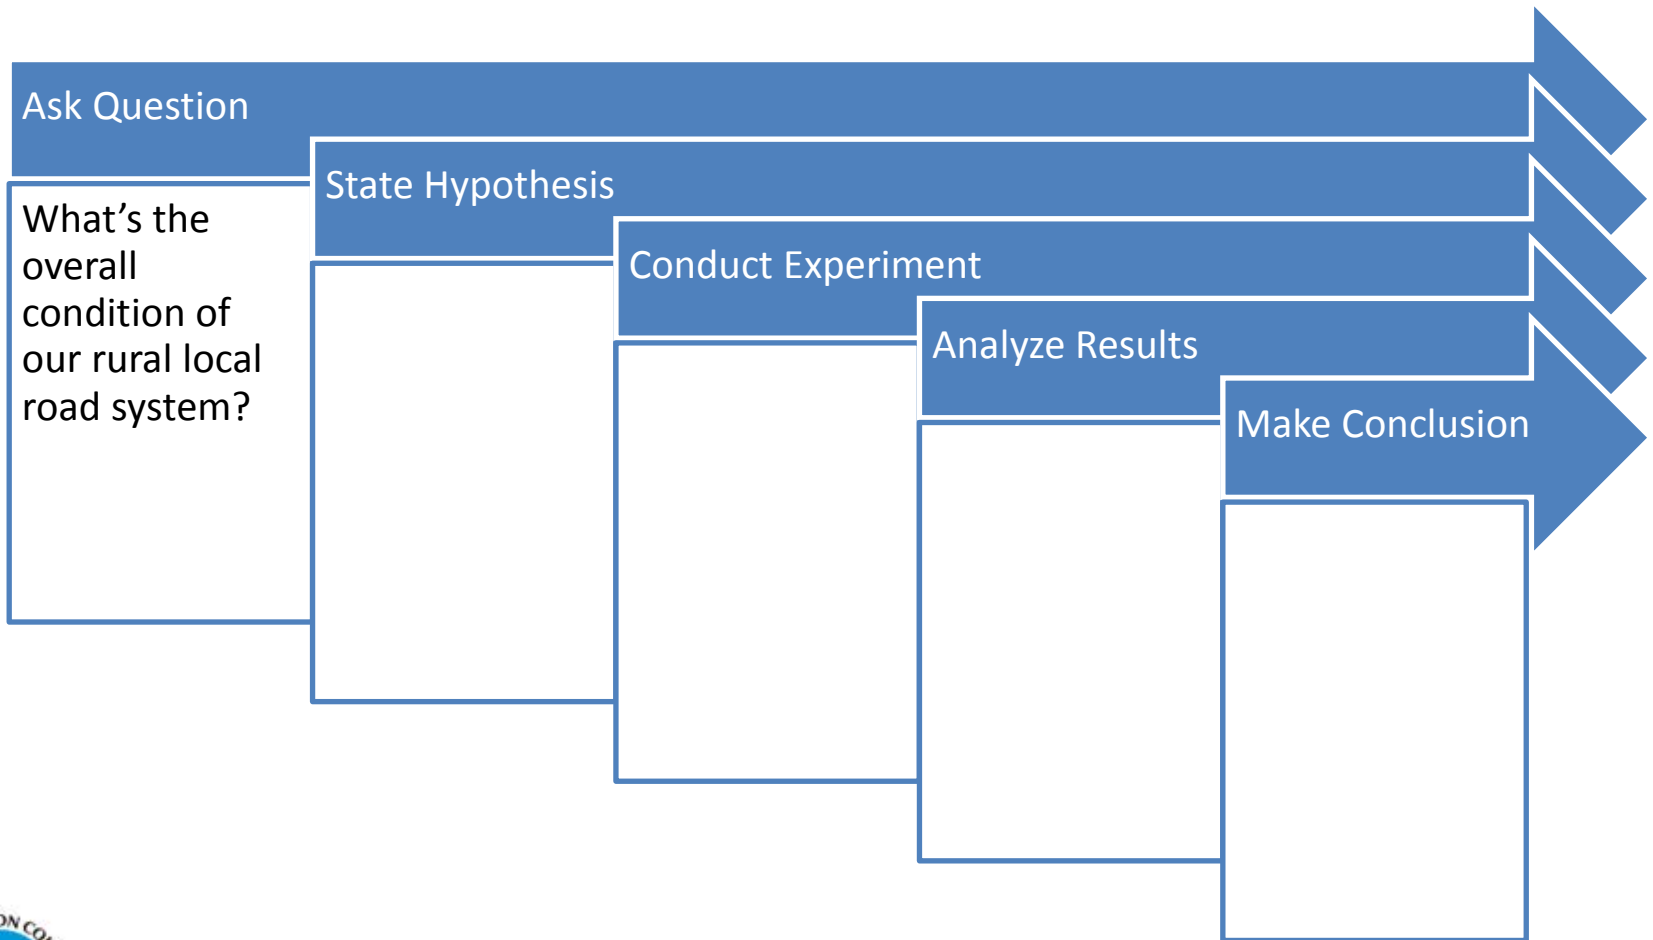 Ask Question
What's the
overall
condition of
our rural local
road system?
State Hypothesis
Conduct Experiment
Analyze Results
Make Conclusion